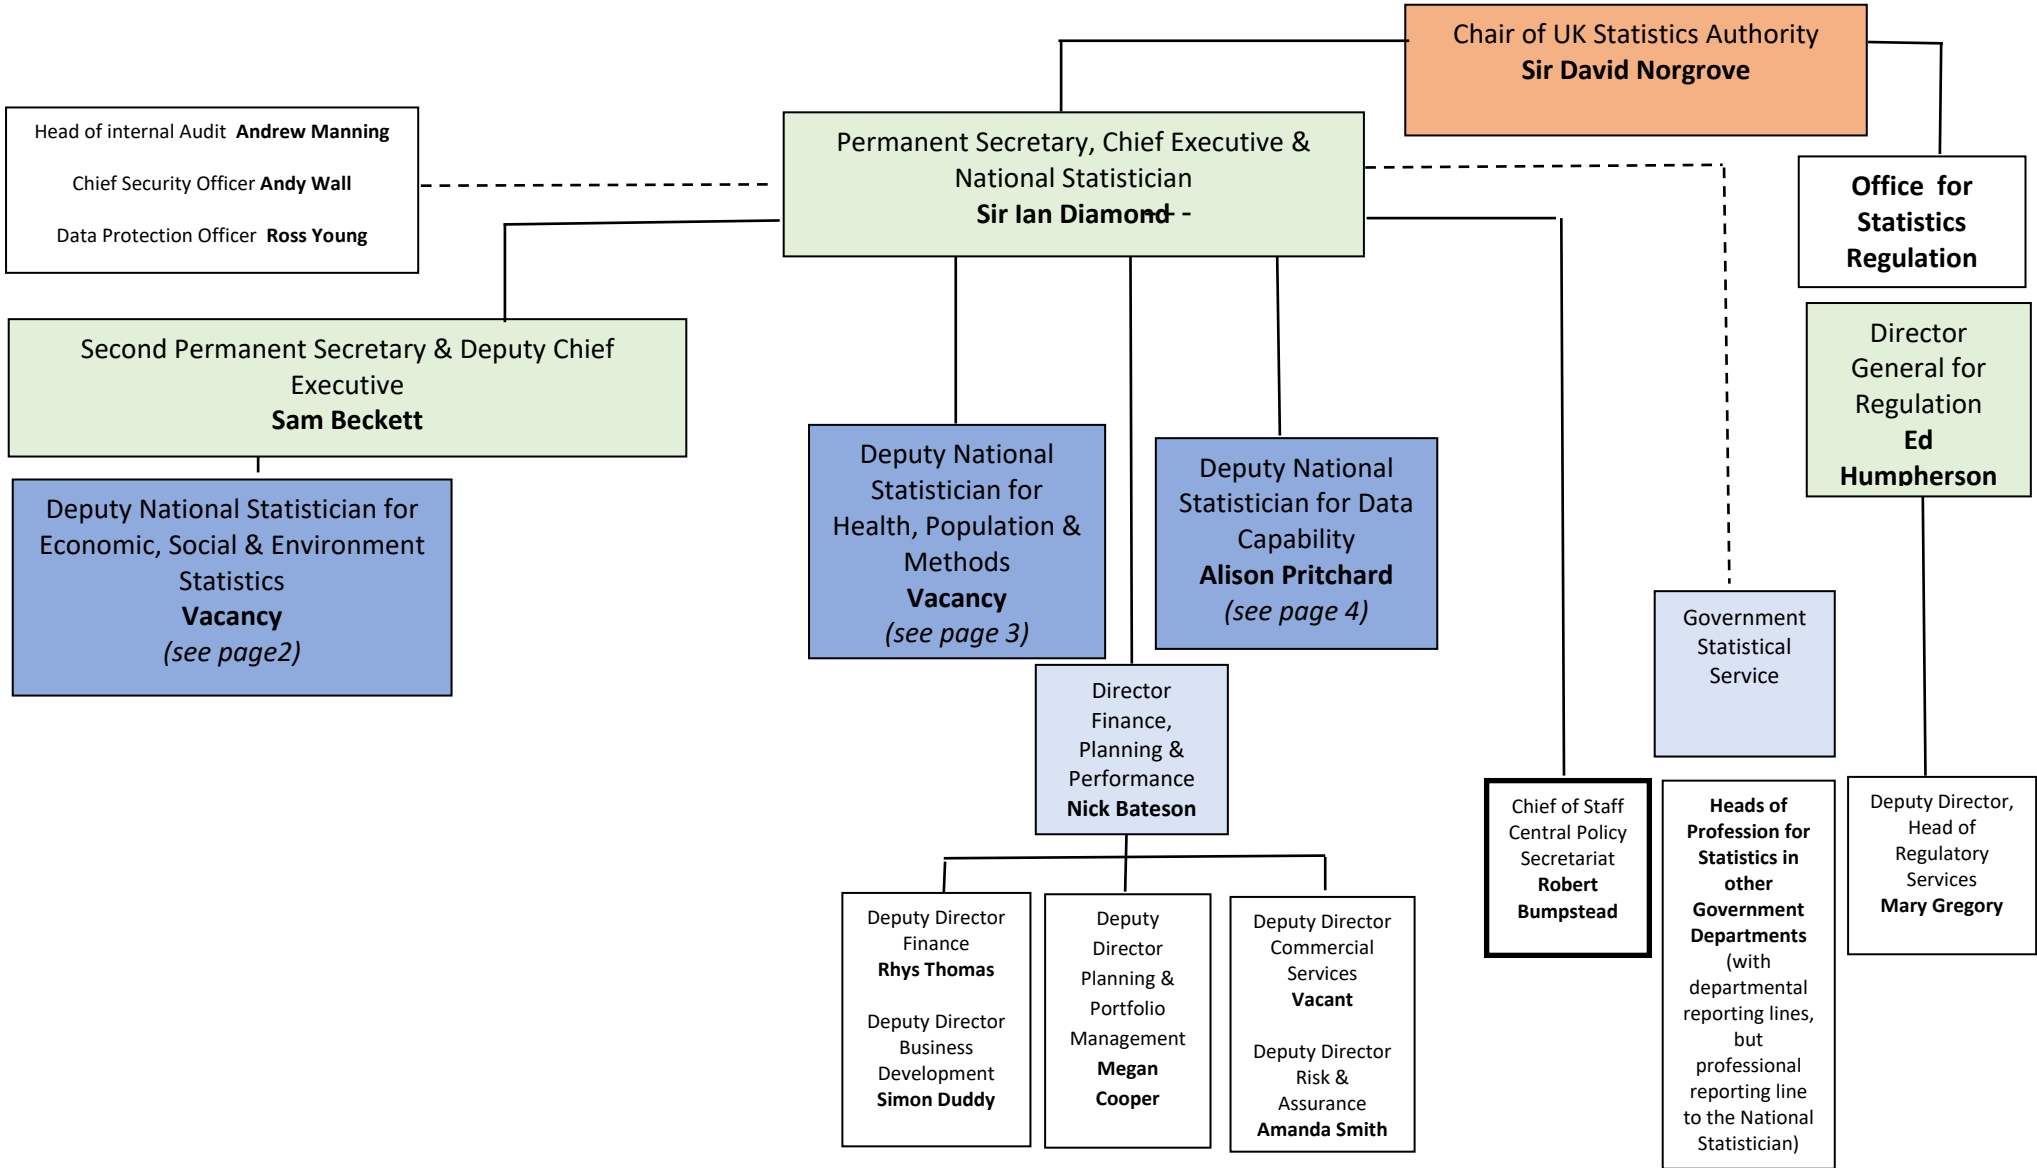 Chair of UK Statistics Authority
Sir David Norgrove
Head of internal Audit Andrew Manning
Chief Security Officer Andy Wall
Data Protection Officer Ross Young
Permanent Secretary, Chief Executive &
National Statistician
Sir Ian Diamond -
Office for
Statistics
Regulation
Second Permanent Secretary & Deputy Chief
Executive
Sam Beckett
Director
General for
Regulation
Ed
Humpherson
Deputy National Statistician for
Economic, Social & Environment
Statistics
Vacancy
(see page2)
Deputy National
Statistician for
Health, Population &
Methods
Vacancy
(see page 3)
Deputy National
Statistician for Data
Capability
Alison Pritchard
(see page 4)
Government
Statistical
Service
Director
Finance,
Planning &
Performance
Nick Bateson
Chief of Staff
Central Policy
Secretariat
Robert
Bumpstead
Heads of
Profession for
Statistics in
other
Government
Departments
(with
departmental
reporting lines,
but
professional
reporting line
to the National
Statistician)
Deputy Director,
Head of
Regulatory
Services
Mary Gregory
Deputy Director
Finance
Rhys Thomas
Deputy Director
Business
Development
Simon Duddy
Deputy
Director
Planning &
Portfolio
Management
Megan
Cooper
Deputy Director
Commercial
Services
Vacant
Deputy Director
Risk &
Assurance
Amanda Smith